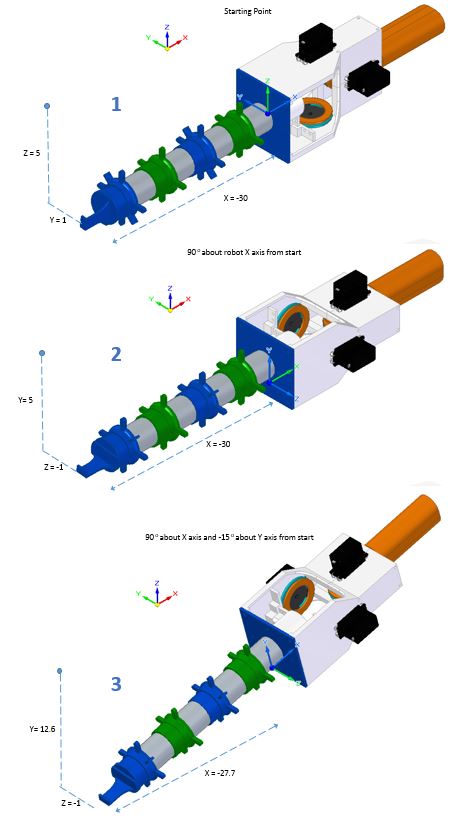 Starting Point
Z
Y X
1
Z
X
Y
Z = 5
Y = 1
X = -30
90° about robot X axis from start
Z
Y X
2
Y
X
Z
Y= 5
Z = -1
X = -30
90° about X axis and -15° about Y axis from start
Z
Y X
3
X
Y= 12.6
Z = -1
X = -27.7